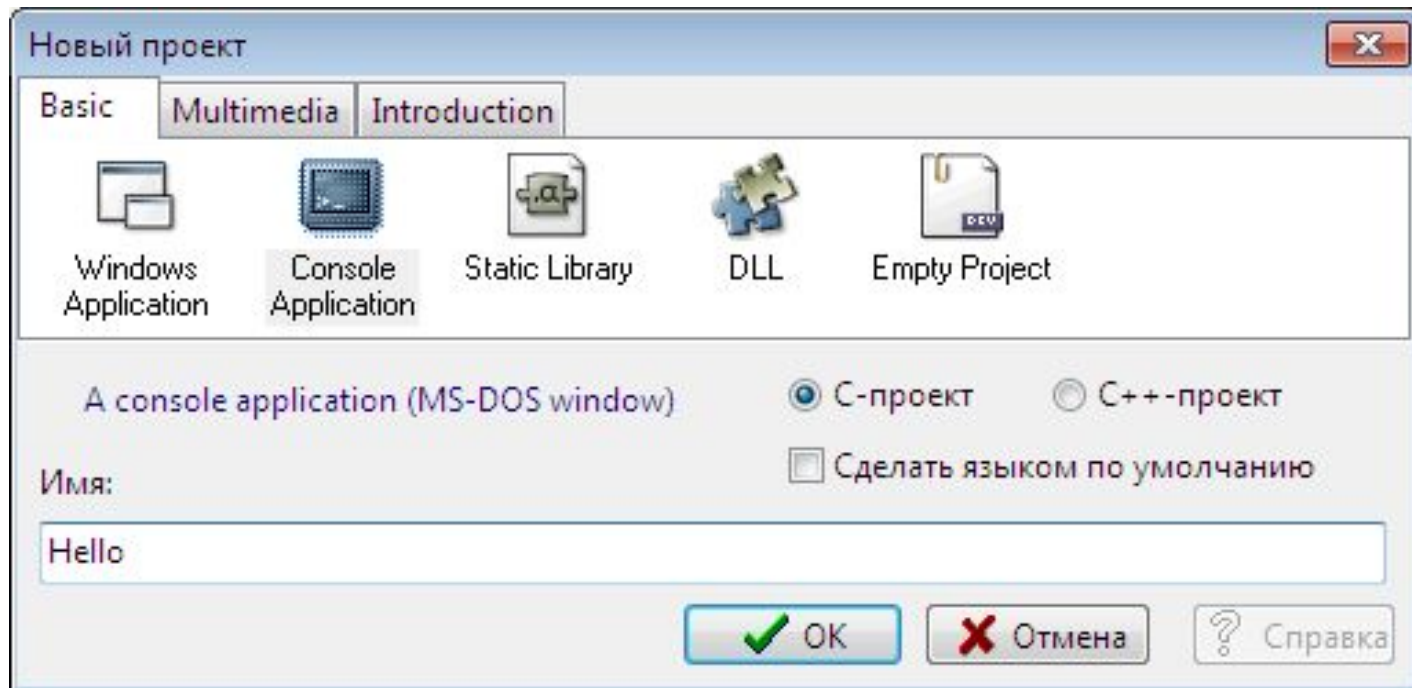 Новый проект
Basic Multimedia Introduction
.a
DEV
Windows Application
Console Application
Static Library
DLL
Empty Project
A console application (MS-DOS window)
С-проект
С++-проект
Сделать языком по умолчанию
Имя:
Hello
OK
Отмена
? Справка